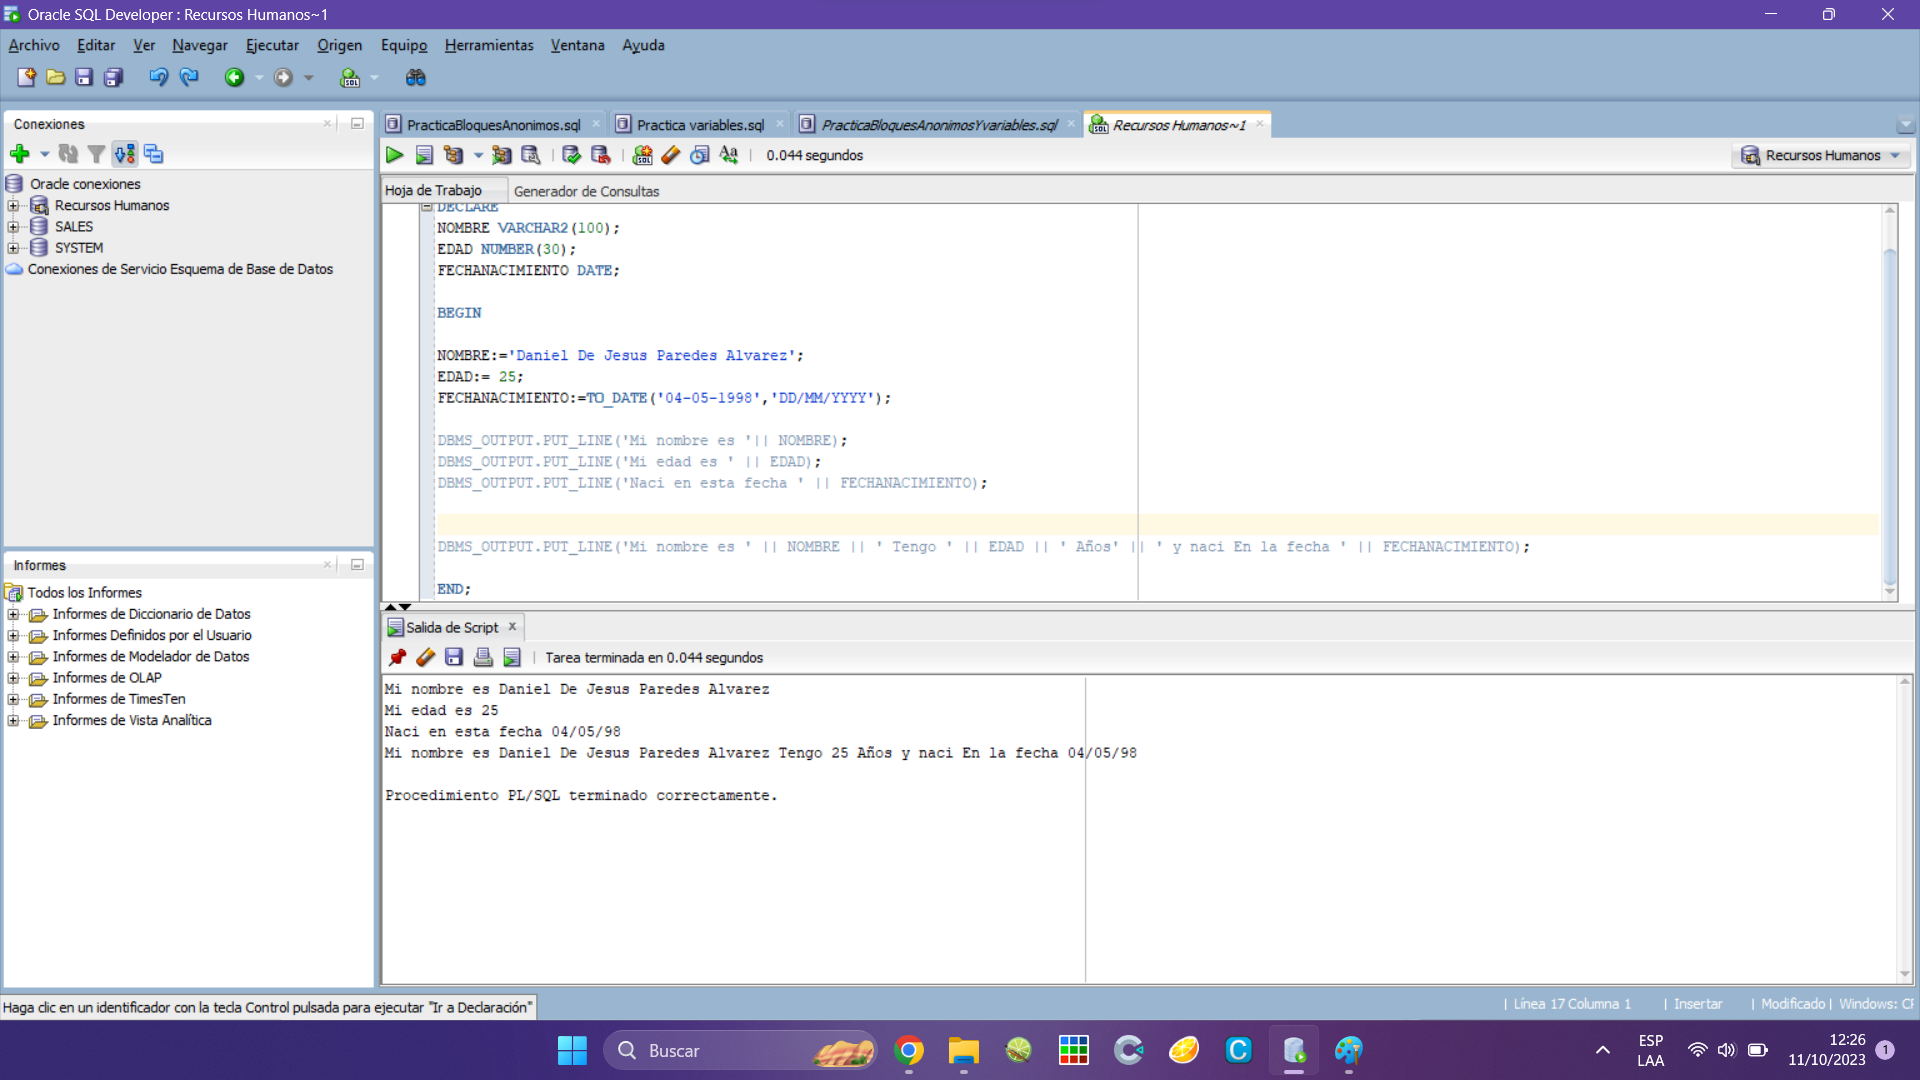 Oracle SQL Developer : Recursos Humanos~1
Archivo Editar Ver Navegar Ejecutar Origen Equipo Herramientas Ventana Ayuda
Conexiones
Oracle conexiones
Recursos Humanos
SALES
SYSTEM
Conexiones de Servicio Esquema de Base de Datos
Informes
Todos los Informes
Informes de Diccionario de Datos
Informes Definidos por el Usuario
Informes de Modelador de Datos
Informes de OLAP
Informes de TimesTen
Informes de Vista Analítica
PracticaBloquesAnonimos.sql Practica variables.sql PracticaBloquesAnonimosYvariables.sql Recursos Humanos~1
0.044 segundos Recursos Humanos
Hoja de Trabajo Generador de Consultas
DECLARE
NOMBRE VARCHAR2(100);
EDAD NUMBER(30);
FECHANACIMIENTO DATE;
BEGIN
NOMBRE:='Daniel De Jesus Paredes Alvarez';
EDAD:= 25;
FECHANACIMIENTO:=TO_DATE('04-05-1998','DD/MM/YYYY');
DBMS_OUTPUT.PUT_LINE('Mi nombre es '|| NOMBRE);
DBMS_OUTPUT.PUT_LINE('Mi edad es ' || EDAD);
DBMS_OUTPUT.PUT_LINE('Naci en esta fecha ' || FECHANACIMIENTO);
DBMS_OUTPUT.PUT_LINE('Mi nombre es ' || NOMBRE || ' Tengo ' || EDAD || ' Años' || ' y naci En la fecha ' || FECHANACIMIENTO);
END;
Salida de Script
Tarea terminada en 0.044 segundos
Mi nombre es Daniel De Jesus Paredes Alvarez
Mi edad es 25
Naci en esta fecha 04/05/98
Mi nombre es Daniel De Jesus Paredes Alvarez Tengo 25 Años y naci En la fecha 04/05/98
Procedimiento PL/SQL terminado correctamente.
Haga clic en un identificador con la tecla Control pulsada para ejecutar "Ir a Declaración"
| Línea 17 Columna 1 | Insertar | Modificado | Windows: CF
Buscar
ESP
LAA
12:26
11/10/2023
1